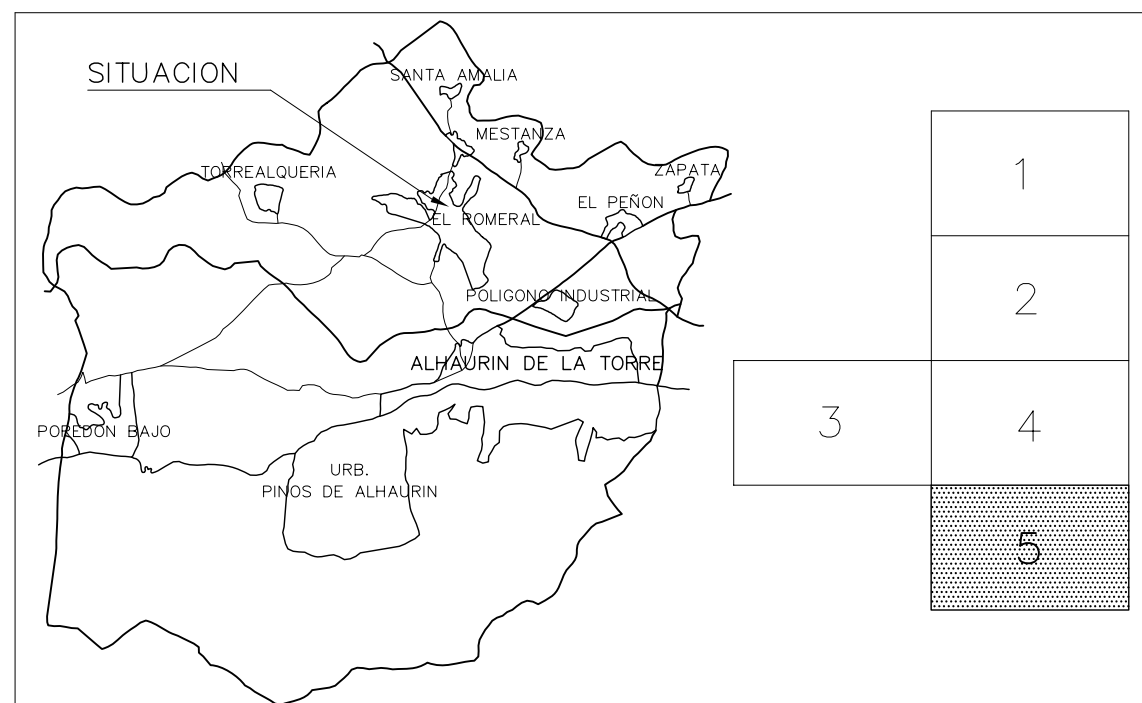 SITUACION
SANTA AMALIA
MESTANZA
TORREALQUERIA
ZAPATA
EL PEÑON
EL ROMERAL
POLIGONO INDUSTRIAL
ALHAURIN DE LA TORRE
POREDON BAJO
URB.
PINOS DE ALHAURIN
1
2
3
4
5